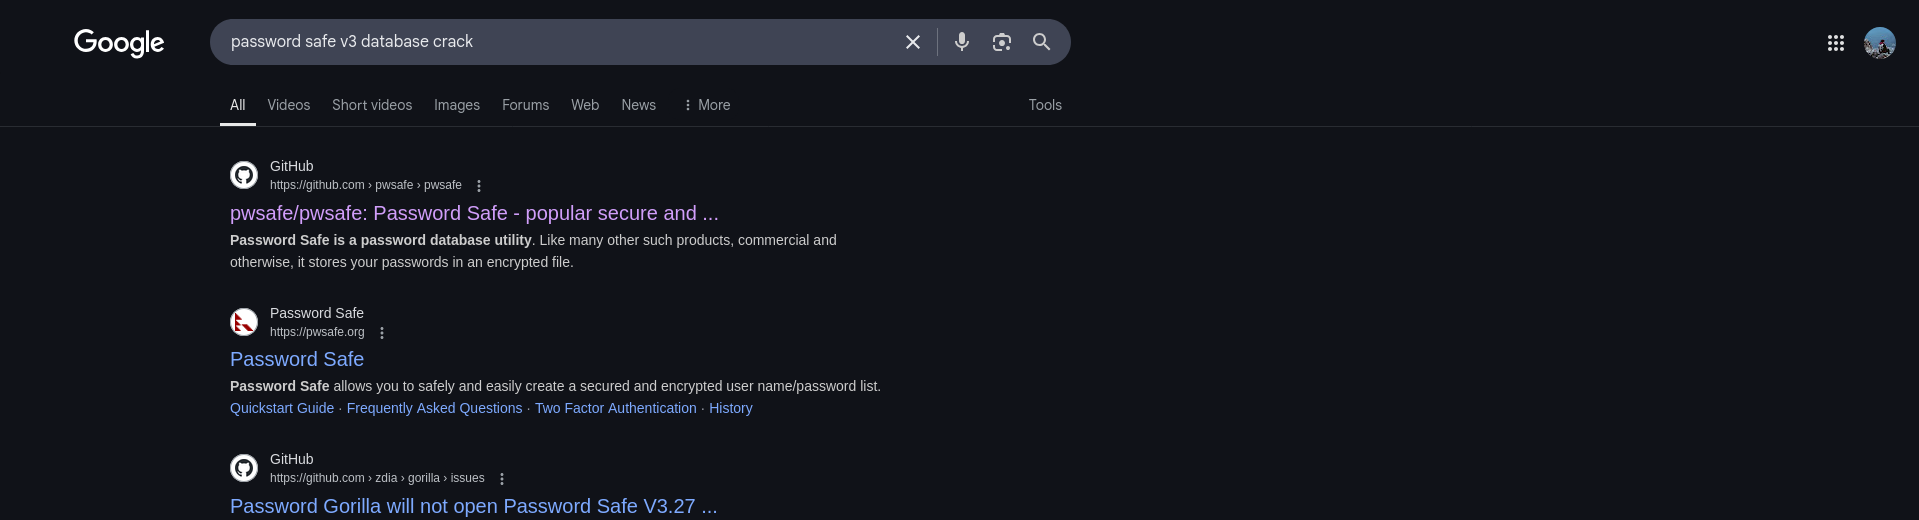 Google
password safe v3 database crack
All Videos Short videos Images Forums Web News More Tools
GitHub
https://github.com › pwsafe › pwsafe
pwsafe/pwsafe: Password Safe - popular secure and ...
Password Safe is a password database utility. Like many other such products, commercial and
otherwise, it stores your passwords in an encrypted file.
Password Safe
https://pwsafe.org
Password Safe
Password Safe allows you to safely and easily create a secured and encrypted user name/password list.
Quickstart Guide · Frequently Asked Questions · Two Factor Authentication · History
GitHub
https://github.com › zdia › gorilla › issues
Password Gorilla will not open Password Safe V3.27 ...